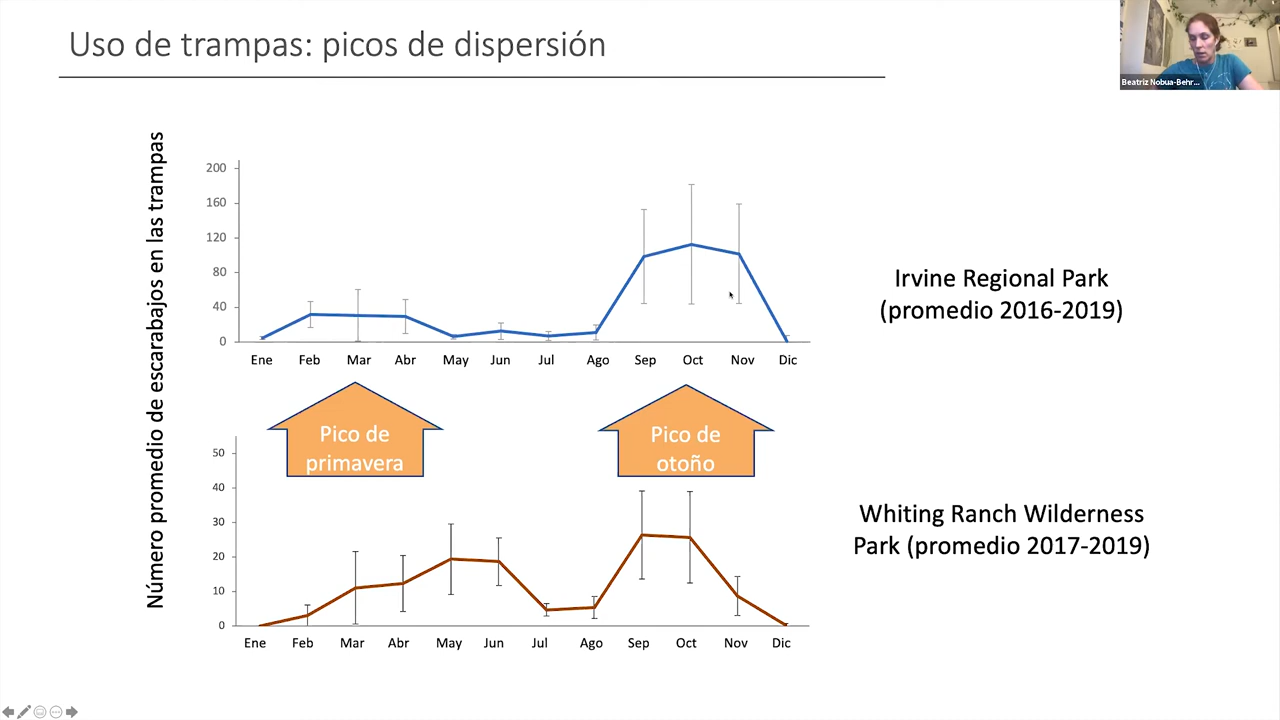 Uso de trampas: picos de dispersión
Beatriz Nobua-Behr...
Número promedio de escarabajos en las trampas
200
160
120
80
40
0
Ene Feb Mar Abr May Jun Jul Ago Sep Oct Nov Dic
Irvine Regional Park
(promedio 2016-2019)
Pico de
primavera
Pico de
otoño
50
40
30
20
10
0
Ene Feb Mar Abr May Jun Jul Ago Sep Oct Nov Dic
Whiting Ranch Wilderness
Park (promedio 2017-2019)